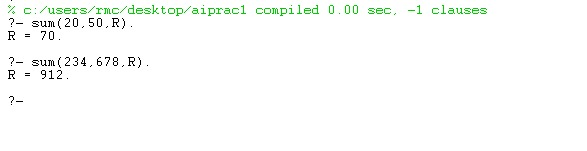 % c:/users/rmc/desktop/aiprac1 compiled 0.00 sec, -1 clauses
?- sum(20,50,R).
R = 70.
?- sum(234,678,R).
R = 912.
?-